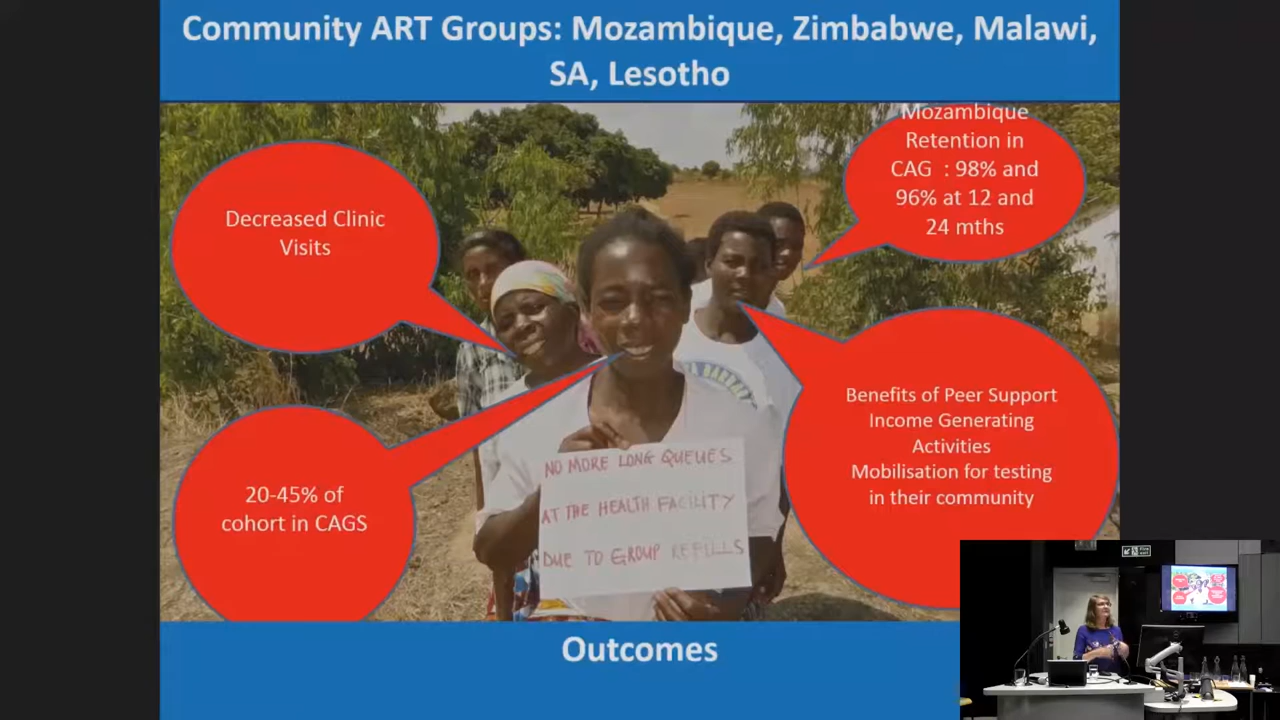 Community ART Groups: Mozambique, Zimbabwe, Malawi,
SA, Lesotho
Decreased Clinic
Visits
Mozambique
Retention in
CAG : 98% and
96% at 12 and
24 mths
20-45% of
cohort in CAGS
Benefits of Peer Support
Income Generating
Activities
Mobilisation for testing
in their community
NO MORE LONG QUEUES
AT THE HEALTH FACILITY
DUE TO GROUP REFILLS
Outcomes